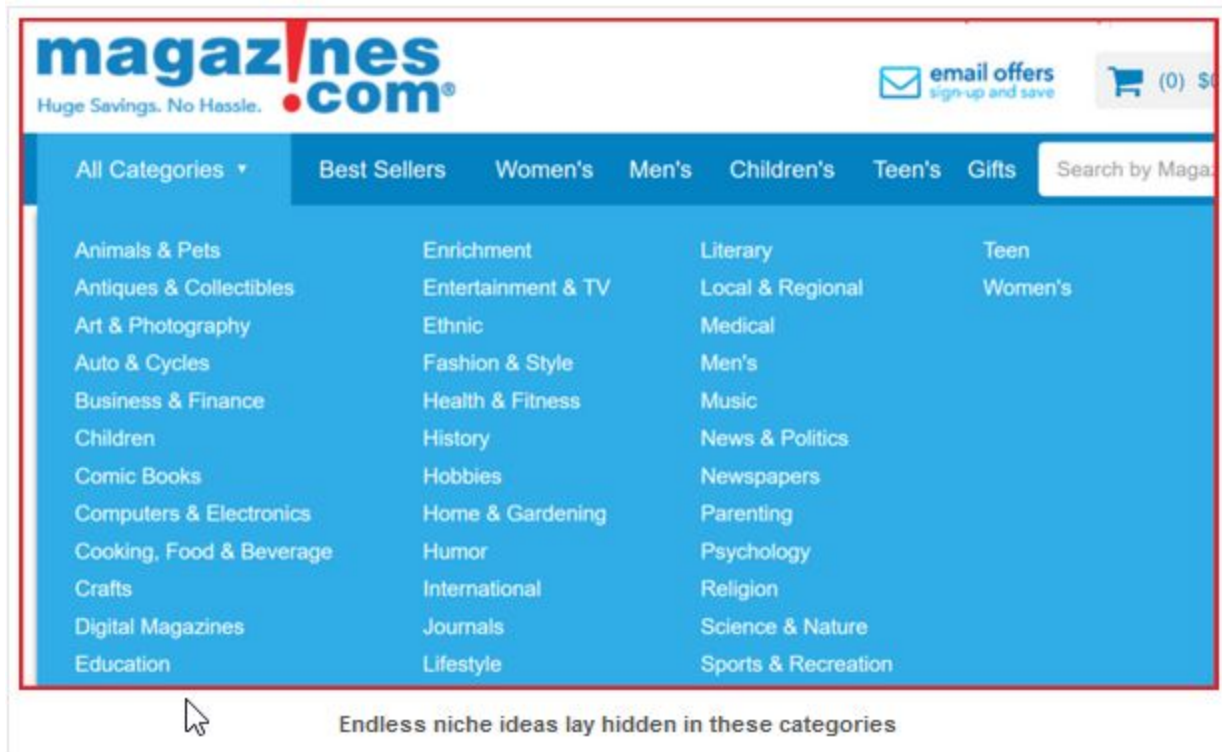 magaz!nes
.com®
Huge Savings. No Hassle.
email offers
sign-up and save
(0)
All Categories ▼
Best Sellers
Women's
Men's
Children's
Teen's
Gifts
Search by
Animals & Pets
Antiques & Collectibles
Art & Photography
Auto & Cycles
Business & Finance
Children
Comic Books
Computers & Electronics
Cooking, Food & Beverage
Crafts
Digital Magazines
Education
Enrichment
Entertainment & TV
Ethnic
Fashion & Style
Health & Fitness
History
Hobbies
Home & Gardening
Humor
International
Journals
Lifestyle
Literary
Local & Regional
Medical
Men's
Music
News & Politics
Newspapers
Parenting
Psychology
Religion
Science & Nature
Sports & Recreation
Teen
Women's
Endless niche ideas lay hidden in these categories